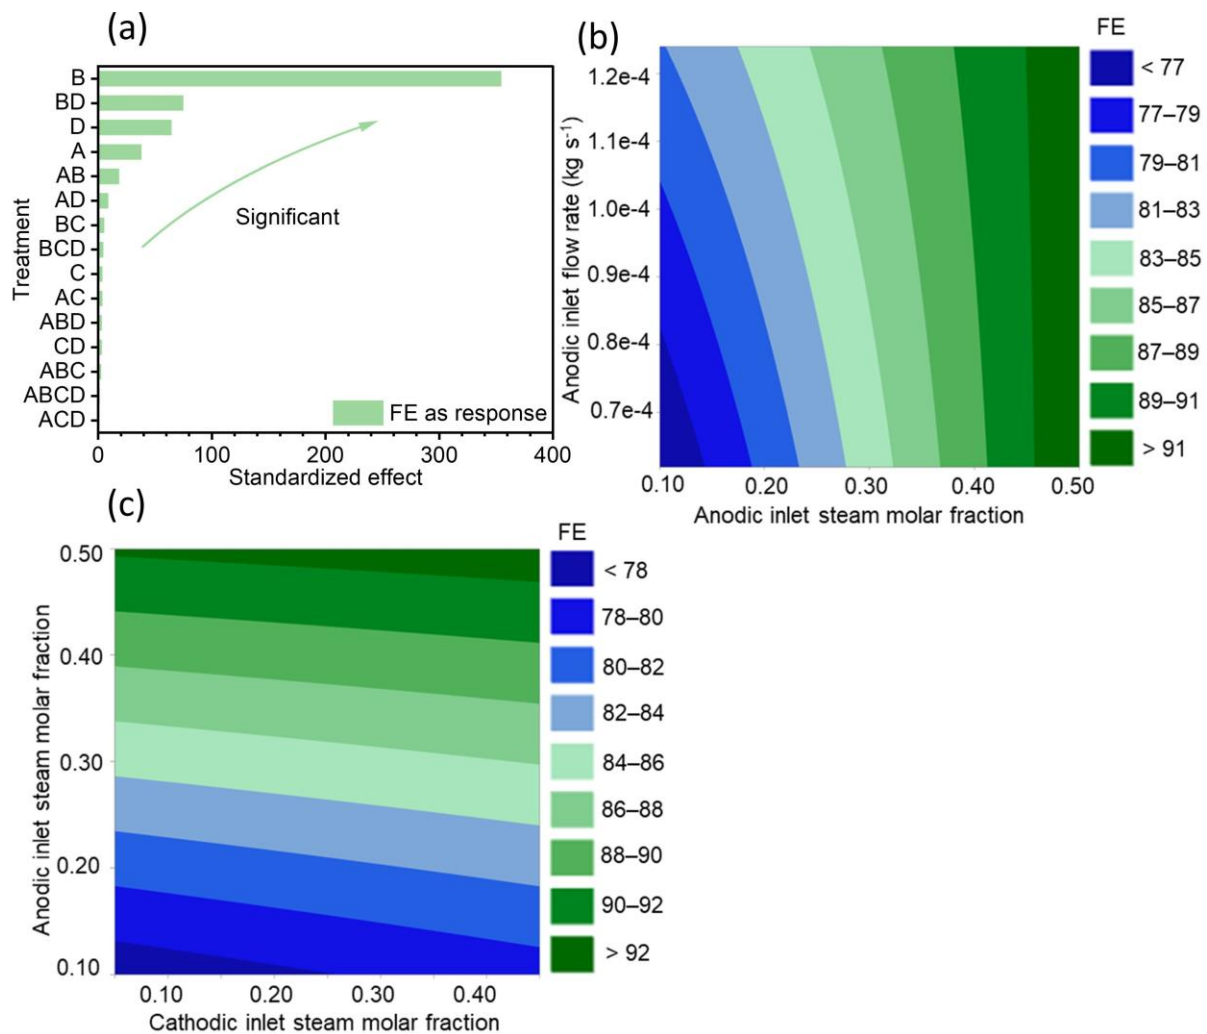 (a)
Treatment
B
BD
D
A
AB
AD
BC
BCD
C
AC
ABD
CD
ABC
ABCD
ACD
Significant
FE as response
0 100 200 300 400
Standardized effect
(b)
Anodic inlet flow rate (kg s-1)
1.2e-4
1.1e-4
1.0e-4
0.9e-4
0.8e-4
0.7e-4
0.10 0.20 0.30 0.40 0.50
Anodic inlet steam molar fraction
FE
< 77
77–79
79–81
81–83
83–85
85–87
87–89
89–91
> 91
(c)
Anodic inlet steam molar fraction
0.50
0.40
0.30
0.20
0.10
0.10 0.20 0.30 0.40
Cathodic inlet steam molar fraction
FE
< 78
78–80
80–82
82–84
84–86
86–88
88–90
90–92
> 92